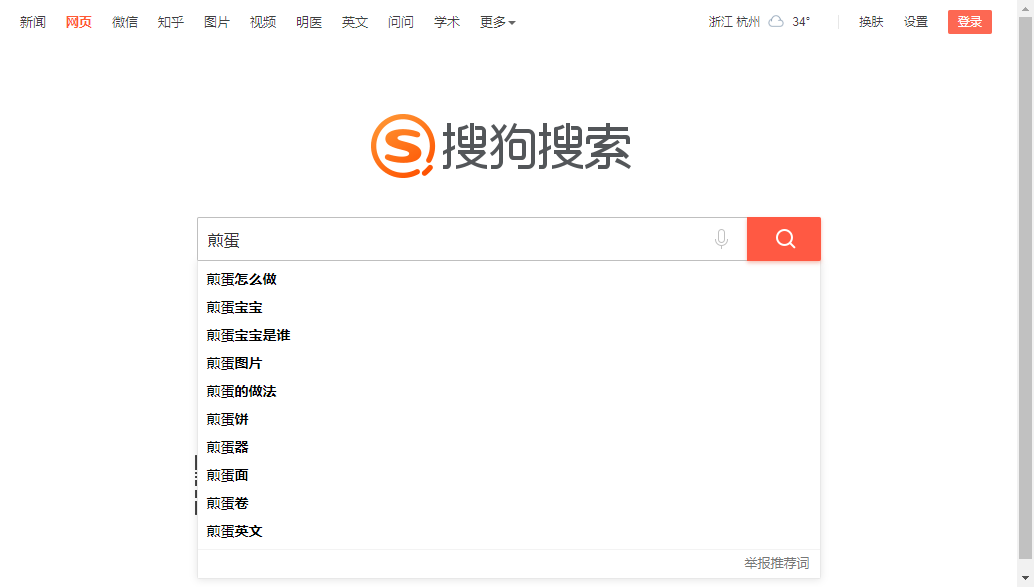 新闻 网页 微信 知乎 图片 视频 明医 英文 问问 学术 更多 浙江 杭州 34° 换肤 设置 登录
搜狗搜索
煎蛋
煎蛋怎么做
煎蛋宝宝
煎蛋宝宝是谁
煎蛋图片
煎蛋的做法
煎蛋饼
煎蛋器
煎蛋面
煎蛋卷
煎蛋英文
举报推荐词